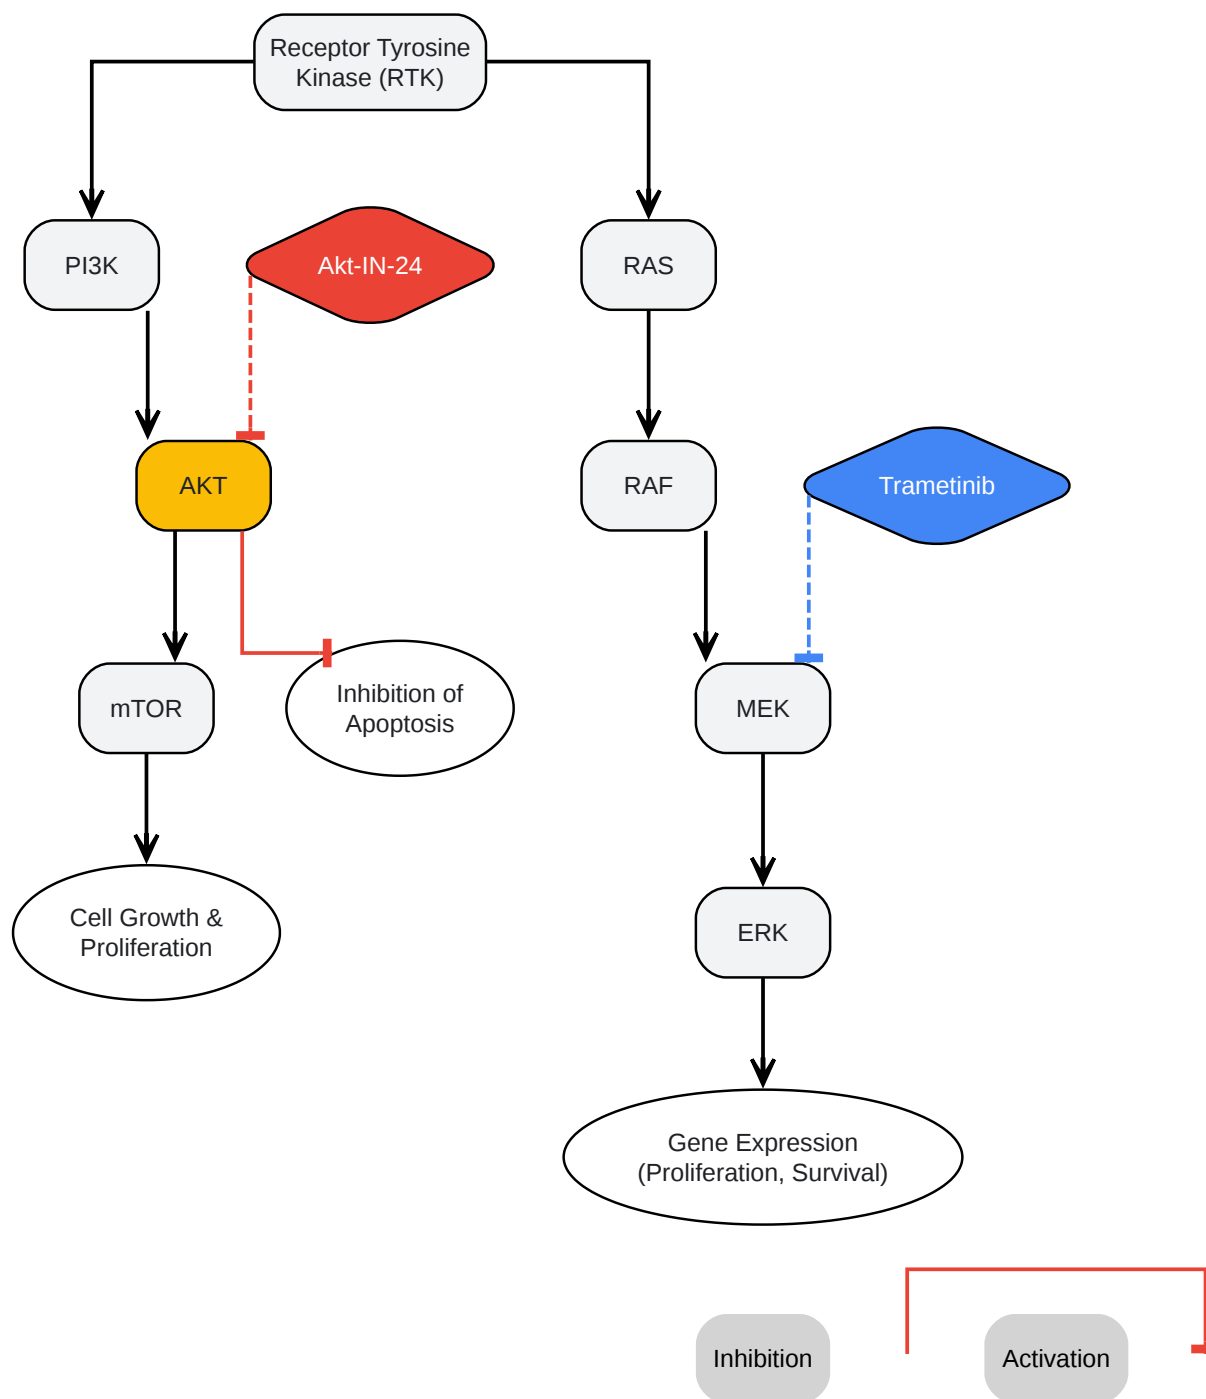 Receptor Tyrosine
Kinase (RTK)
PI3K
Akt-IN-24
RAS
AKT
RAF
Trametinib
mTOR
Inhibition of
Apoptosis
MEK
Cell Growth &
Proliferation
ERK
Gene Expression
(Proliferation, Survival)
Inhibition
Activation